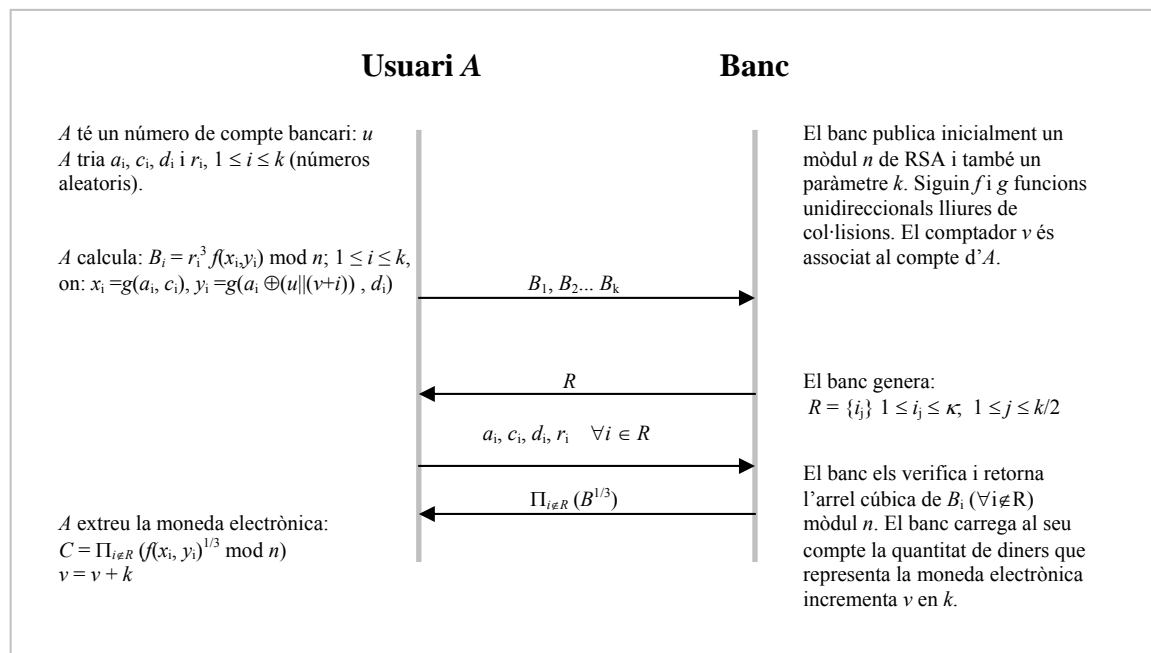 Usuari A
Banc
A té un número de compte bancari: u
A tria aᵢ, cᵢ, dᵢ i rᵢ, 1 ≤ i ≤ k (números
aleatoris).
A calcula: Bᵢ = rᵢ³ f(xᵢ,yᵢ) mod n; 1 ≤ i ≤ k,
on: xᵢ =g(aᵢ, cᵢ), yᵢ =g(aᵢ ⊕(u||(v+i)) , dᵢ)
El banc publica inicialment un
mòdul n de RSA i també un
paràmetre k. Siguin f i g funcions
unidireccionals lliures de
col·lisions. El comptador v és
associat al compte d’A.
B₁, B₂... Bₖ
R
El banc genera:
R = {iⱼ} 1 ≤ iⱼ ≤ κ; 1 ≤ j ≤ k/2
aᵢ, cᵢ, dᵢ, rᵢ ∀i ∈ R
Π_{i∉R} (B^{1/3})
El banc els verifica i retorna
l’arrel cúbica de Bᵢ (∀i∉R)
mòdul n. El banc carrega al seu
compte la quantitat de diners que
representa la moneda electrònica
incrementa v en k.
A extreu la moneda electrònica:
C = Π_{i∉R} (f(xᵢ, yᵢ)^{1/3} mod n)
v = v + k